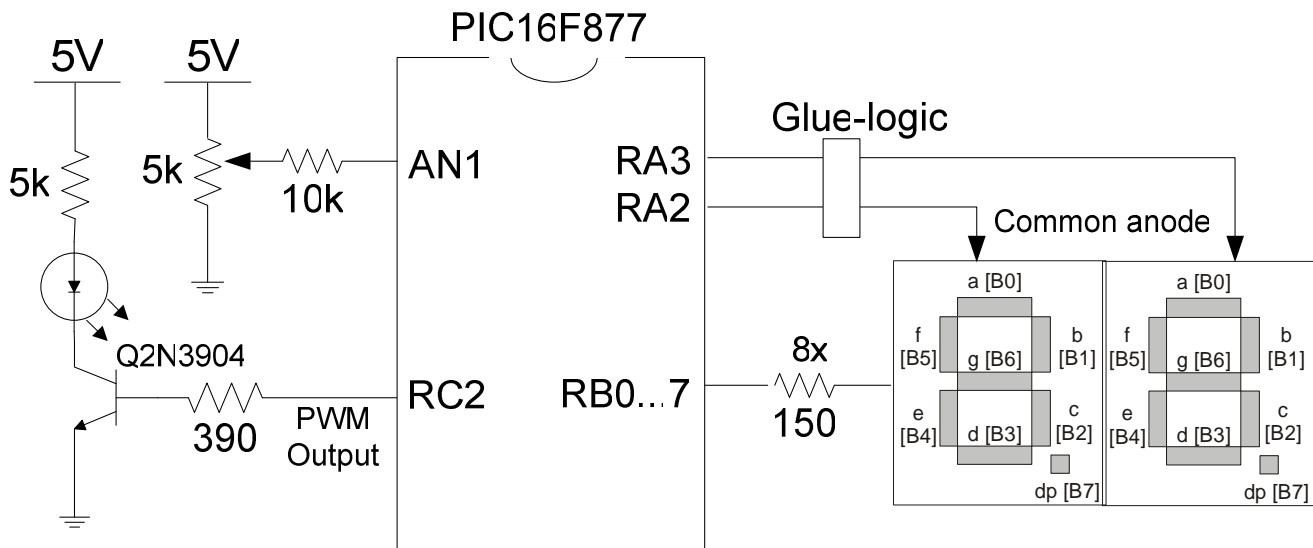 PIC16F877
5V
5V
Glue-logic
5k
5k
10k
AN1
RA3
RA2
Common anode
Q2N3904
390
PWM
Output
RC2
RB0...7
8x
150
a [B0]
f
[B5]
b
[B1]
g [B6]
e
[B4]
c
[B2]
d [B3]
dp [B7]
a [B0]
f
[B5]
b
[B1]
g [B6]
e
[B4]
c
[B2]
d [B3]
dp [B7]